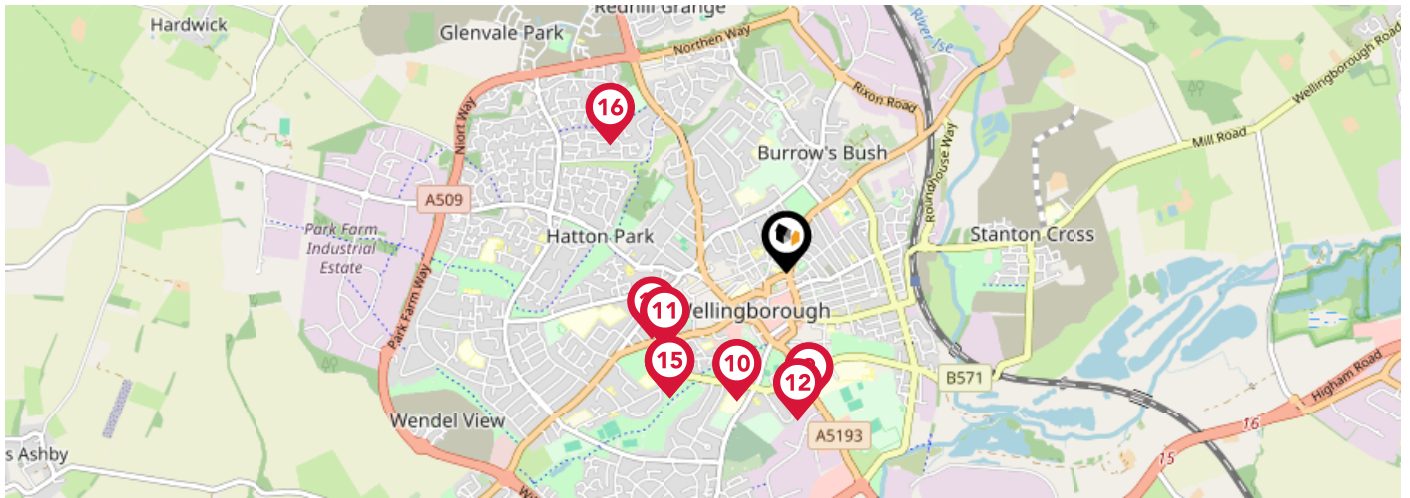 Redhill Grange
Hardwick
Glenvale Park
Northen Way
River Ise
Wellingborough Road
Niort Way
Rixon Road
16
Burrow's Bush
Mill Road
Roundhouse Way
A509
Park Farm
Industrial
Estate
Hatton Park
Stanton Cross
Park Farm Way
11
Wellingborough
15
10
12
B571
Higham Road
Wendel View
A5193
16
15
s Ashby